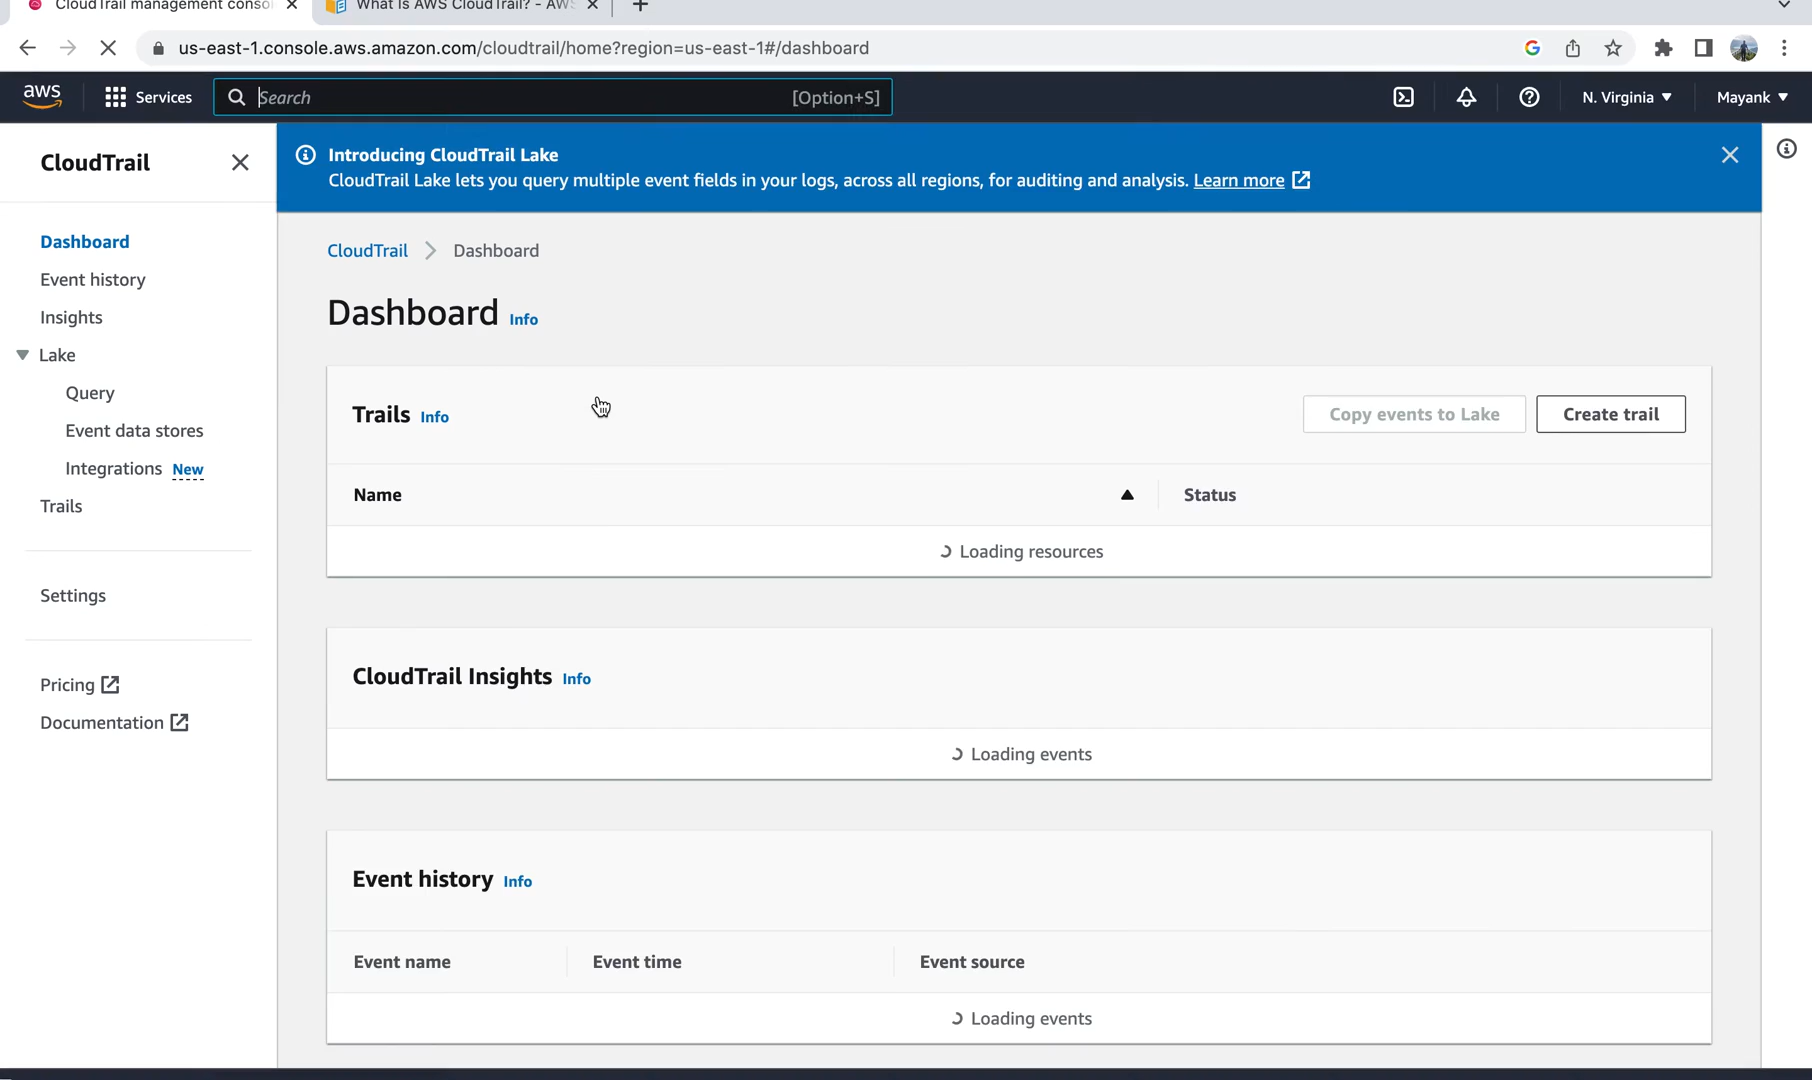 CloudTrail management consol
What Is AWS CloudTrail? - AWS
us-east-1.console.aws.amazon.com/cloudtrail/home?region=us-east-1#/dashboard
aws
Services
Search
[Option+S]
N. Virginia
Mayank
CloudTrail
Introducing CloudTrail Lake
CloudTrail Lake lets you query multiple event fields in your logs, across all regions, for auditing and analysis. Learn more
Dashboard
Event history
Insights
Lake
Query
Event data stores
Integrations New
Trails
Settings
Pricing
Documentation
CloudTrail > Dashboard
Dashboard Info
Trails Info
Copy events to Lake
Create trail
Name
Status
Loading resources
CloudTrail Insights Info
Loading events
Event history Info
Event name
Event time
Event source
Loading events